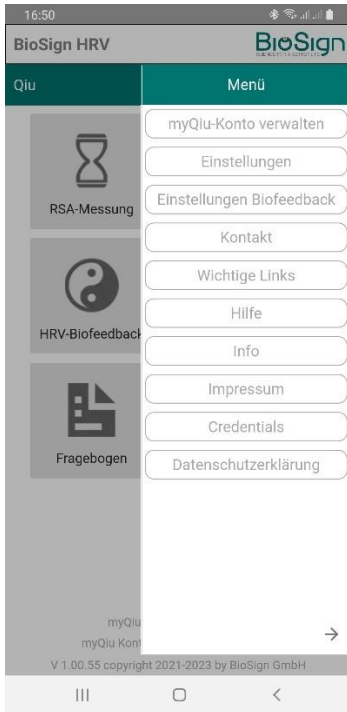 16:50
BioSign HRV
BioSign
Qiu
Menü
myQiu-Konto verwalten
Einstellungen
RSA-Messung
Einstellungen Biofeedback
Kontakt
Wichtige Links
Hilfe
HRV-Biofeedback
Info
Impressum
Credentials
Fragebogen
Datenschutzerklärung
myQiu
myQiu Kont
V 1.00.55 copyright 2021-2023 by BioSign GmbH